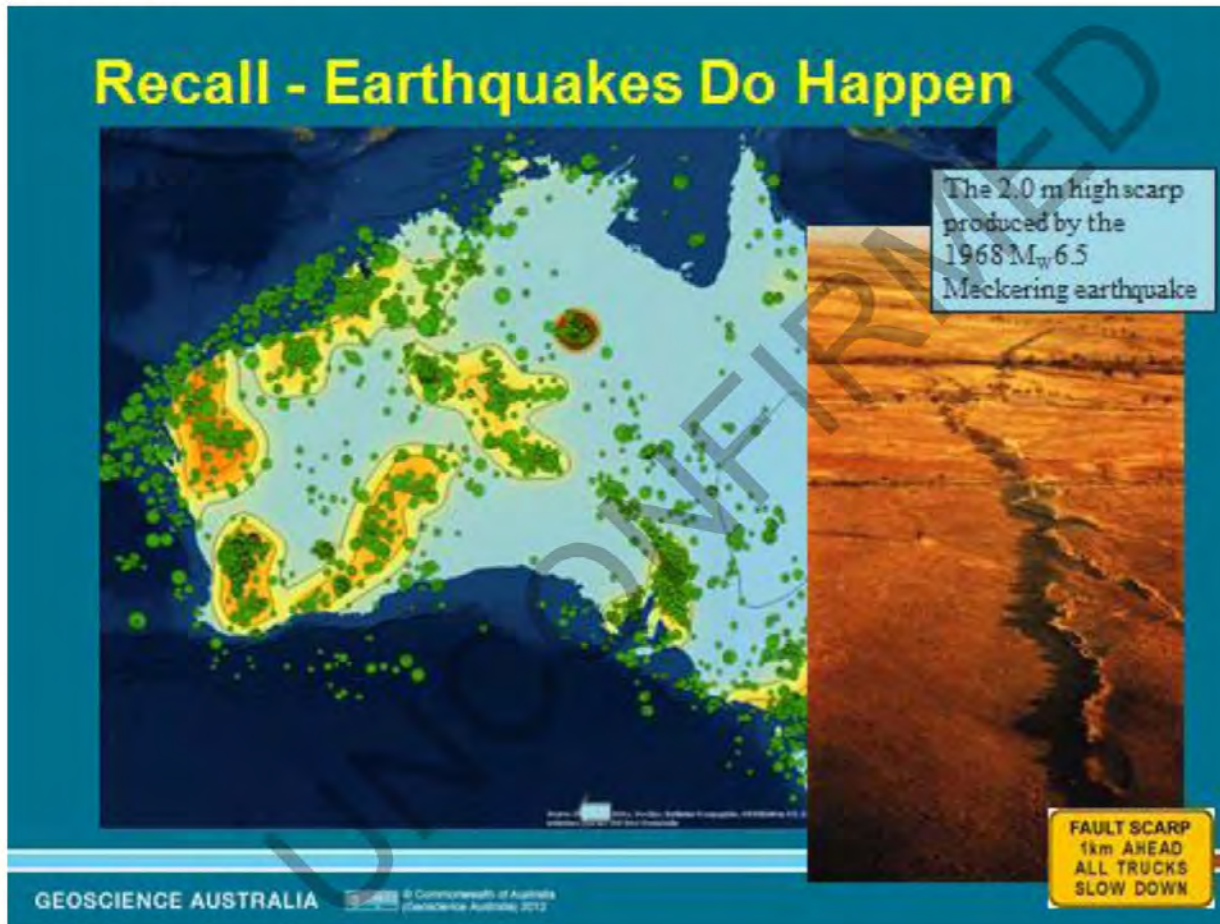 Recall - Earthquakes Do Happen
The 2.0 m high scarp
produced by the
1968 Mw 6.5
Meckering earthquake
UNCONFIRMED
FAULT SCARP
1km AHEAD
ALL TRUCKS
SLOW DOWN
GEOSCIENCE AUSTRALIA
© Commonwealth of Australia
(Geoscience Australia) 2012